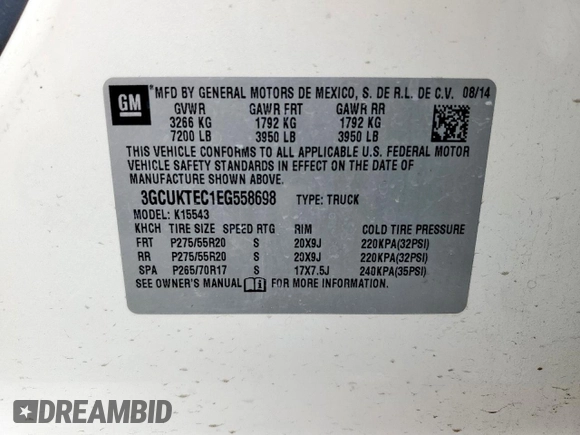 GM
*MFD BY GENERAL MOTORS DE MEXICO, S. DE R.L. DE C.V. 08/14
GVWR GAWR FRT GAWR RR
3266 KG 1792 KG 1792 KG
7200 LB 3950 LB 3950 LB
THIS VEHICLE CONFORMS TO ALL APPLICABLE U.S. FEDERAL MOTOR
VEHICLE SAFETY STANDARDS IN EFFECT ON THE DATE OF
MANUFACTURE SHOWN ABOVE.
3GCUKTEC1EG558698 TYPE: TRUCK
MODEL: K15543
KHCH TIRE SIZE SPEED RTG RIM COLD TIRE PRESSURE
FRT P275/55R20 S 20X9J 220KPA(32PSI)
RR P275/55R20 S 20X9J 220KPA(32PSI)
SPA P265/70R17 S 17X7.5J 240KPA(35PSI)
SEE OWNER'S MANUAL FOR MORE INFORMATION.
DREAMBID